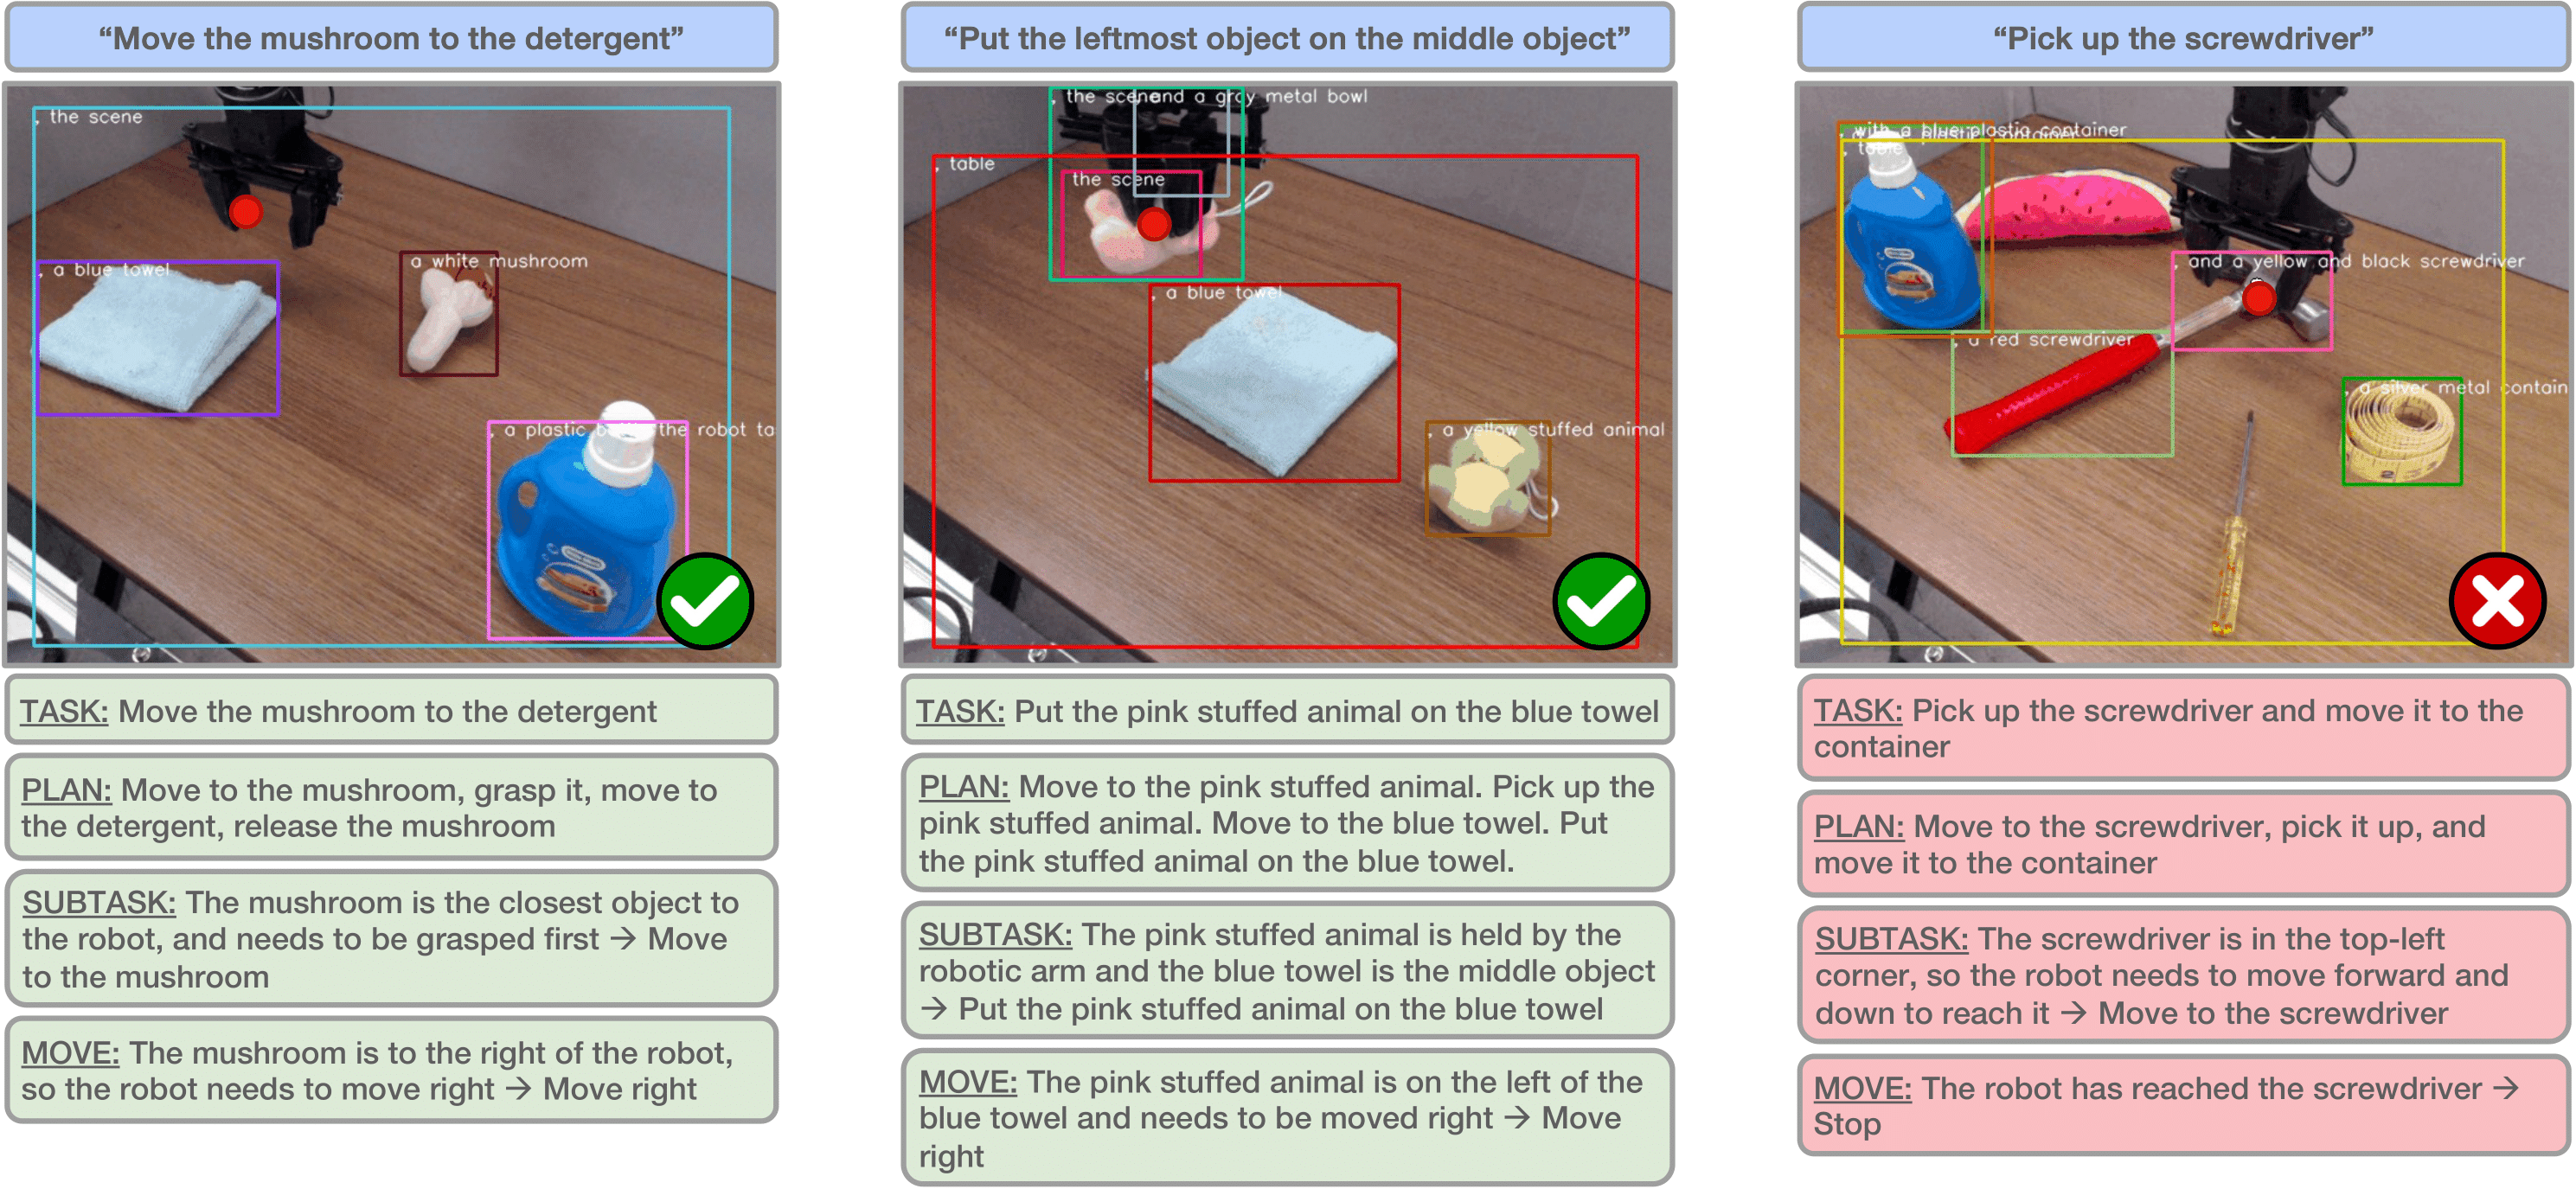 “Move the mushroom to the detergent”
, the scene
, a blue towel
a white mushroom
, a plastic
the robot ta
TASK: Move the mushroom to the detergent
PLAN: Move to the mushroom, grasp it, move to
the detergent, release the mushroom
SUBTASK: The mushroom is the closest object to
the robot, and needs to be grasped first → Move
to the mushroom
MOVE: The mushroom is to the right of the robot,
so the robot needs to move right → Move right
“Put the leftmost object on the middle object”
, the scene
and a gray metal bowl
, table
the scene
, a blue towel
, a yellow stuffed animal
TASK: Put the pink stuffed animal on the blue towel
PLAN: Move to the pink stuffed animal. Pick up the
pink stuffed animal. Move to the blue towel. Put
the pink stuffed animal on the blue towel.
SUBTASK: The pink stuffed animal is held by the
robotic arm and the blue towel is the middle object
→ Put the pink stuffed animal on the blue towel
MOVE: The pink stuffed animal is on the left of the
blue towel and needs to be moved right → Move
right
“Pick up the screwdriver”
with a blue plastic container
, table
, and a yellow and black screwdriver
, a red screwdriver
, a silver metal contain
TASK: Pick up the screwdriver and move it to the
container
PLAN: Move to the screwdriver, pick it up, and
move it to the container
SUBTASK: The screwdriver is in the top-left
corner, so the robot needs to move forward and
down to reach it → Move to the screwdriver
MOVE: The robot has reached the screwdriver →
Stop